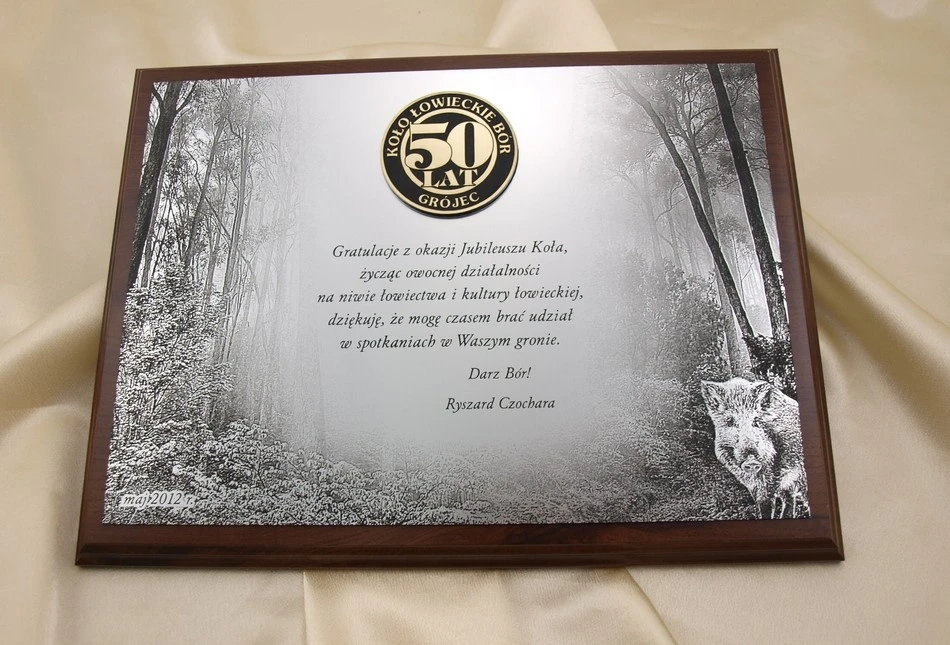 KOŁO ŁOWIECKIE BÓR
50
LAT
GRÓJEC
Gratulacje z okazji Jubileuszu Koła,
życząc owocnej działalności
na niwie łowiectwa i kultury łowieckiej,
dziękuję, że mogę czasem brać udział
w spotkaniach w Waszym gronie.
Darz Bór!
Ryszard Czochara
maj 2012 r.